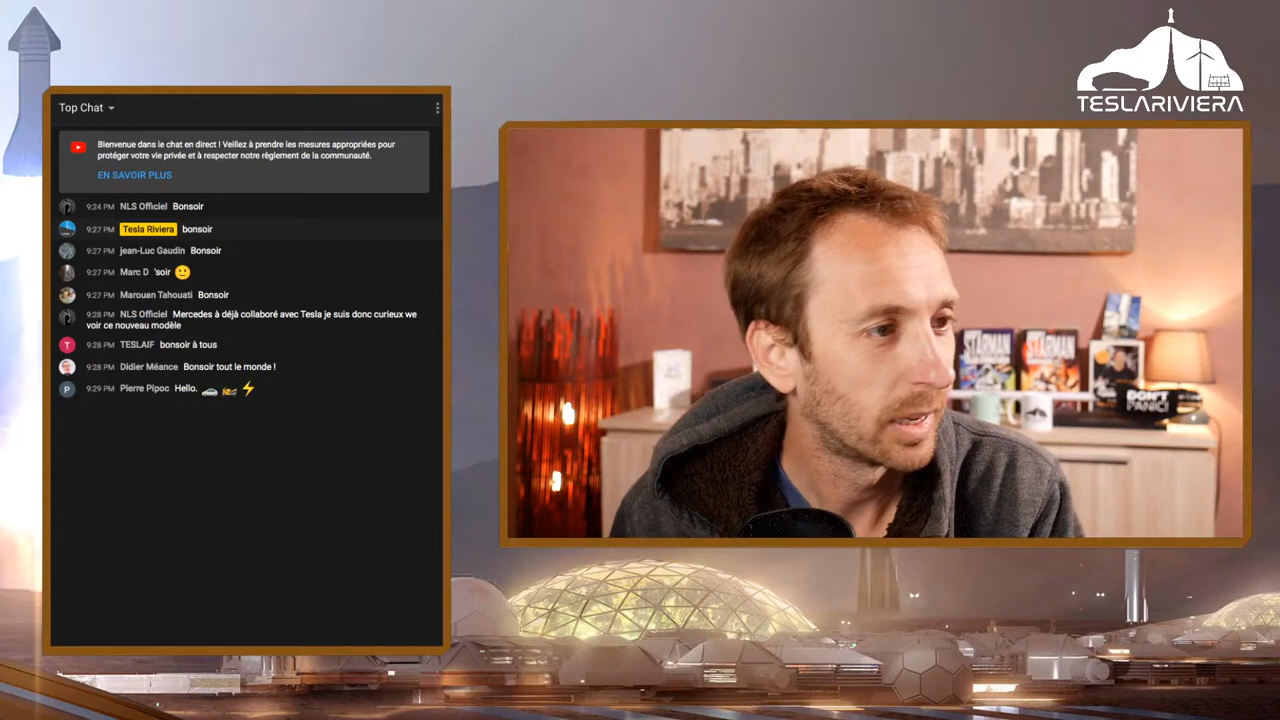 TESLARIVIERA
Top Chat
Bienvenue dans le chat en direct ! Veillez à prendre les mesures appropriées pour
protéger votre vie privée et à respecter notre règlement de la communauté.
EN SAVOIR PLUS
9:24 PM NLS Officiel Bonsoir
9:27 PM Tesla Riviera bonsoir
9:27 PM jean-Luc Gaudin Bonsoir
9:27 PM Marc D 'soir 🙂
9:27 PM Marouan Tahouati Bonsoir
9:28 PM NLS Officiel Mercedes à déjà collaboré avec Tesla je suis donc curieux we
voir ce nouveau modèle
T 9:28 PM TESLAIF bonsoir à tous
9:28 PM Didier Méance Bonsoir tout le monde !
P 9:29 PM Pierre Pipoc Hello. ⚡
STARMAN
STARMAN
DON'T
PANIC!